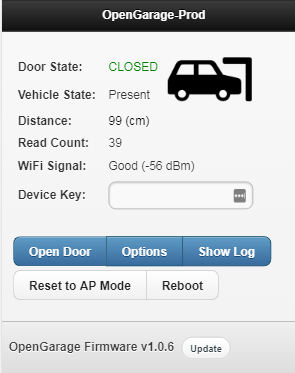 OpenGarage-Prod
Door State: CLOSED
Vehicle State: Present
Distance: 99 (cm)
Read Count: 39
WiFi Signal: Good (-56 dBm)
Device Key:
Open Door Options Show Log
Reset to AP Mode Reboot
OpenGarage Firmware v1.0.6 Update